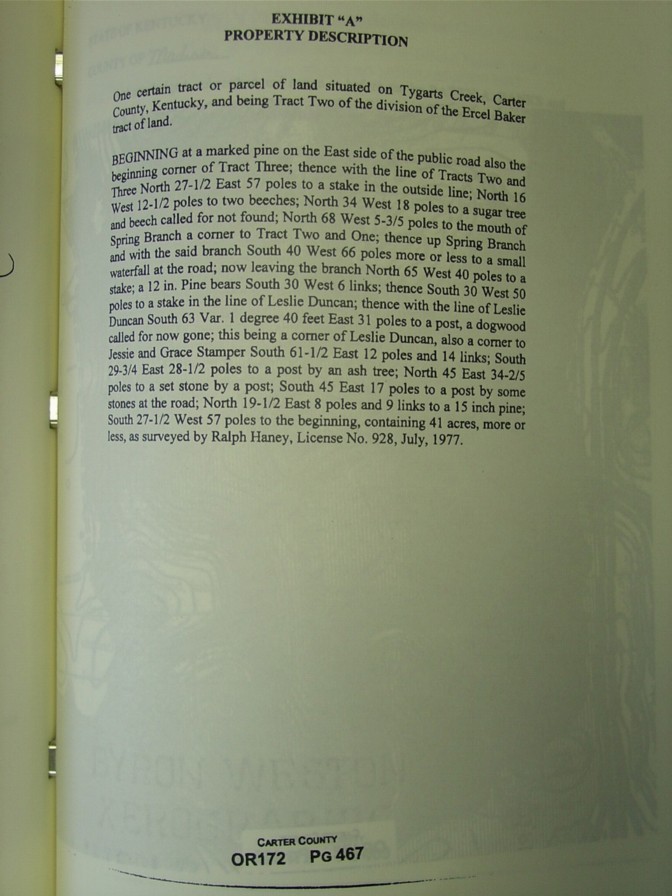 EXHIBIT "A"
PROPERTY DESCRIPTION
One certain tract or parcel of land situated on Tygarts Creek, Carter
County, Kentucky, and being Tract Two of the division of the Ercel Baker
tract of land.
BEGINNING at a marked pine on the East side of the public road also the
beginning corner of Tract Three; thence with the line of Tracts Two and
Three North 27-1/2 East 57 poles to a stake in the outside line; North 16
West 12-1/2 poles to two beeches; North 34 West 18 poles to a sugar tree
and beech called for not found; North 68 West 5-3/5 poles to the mouth of
Spring Branch a corner to Tract Two and One; thence up Spring Branch
and with the said branch South 40 West 66 poles more or less to a small
waterfall at the road; now leaving the branch North 65 West 40 poles to a
stake; a 12 in. Pine bears South 30 West 6 links; thence South 30 West 50
poles to a stake in the line of Leslie Duncan; thence with the line of Leslie
Duncan South 63 Var. 1 degree 40 feet East 31 poles to a post, a dogwood
called for now gone; this being a corner of Leslie Duncan, also a corner to
Jessie and Grace Stamper South 61-1/2 East 12 poles and 14 links; South
29-3/4 East 28-1/2 poles to a post by an ash tree; North 45 East 34-2/5
poles to a set stone by a post; South 45 East 17 poles to a post by some
stones at the road; North 19-1/2 East 8 poles and 9 links to a 15 inch pine;
South 27-1/2 West 57 poles to the beginning, containing 41 acres, more or
less, as surveyed by Ralph Haney, License No. 928, July, 1977.
CARTER COUNTY
OR172 PG 467